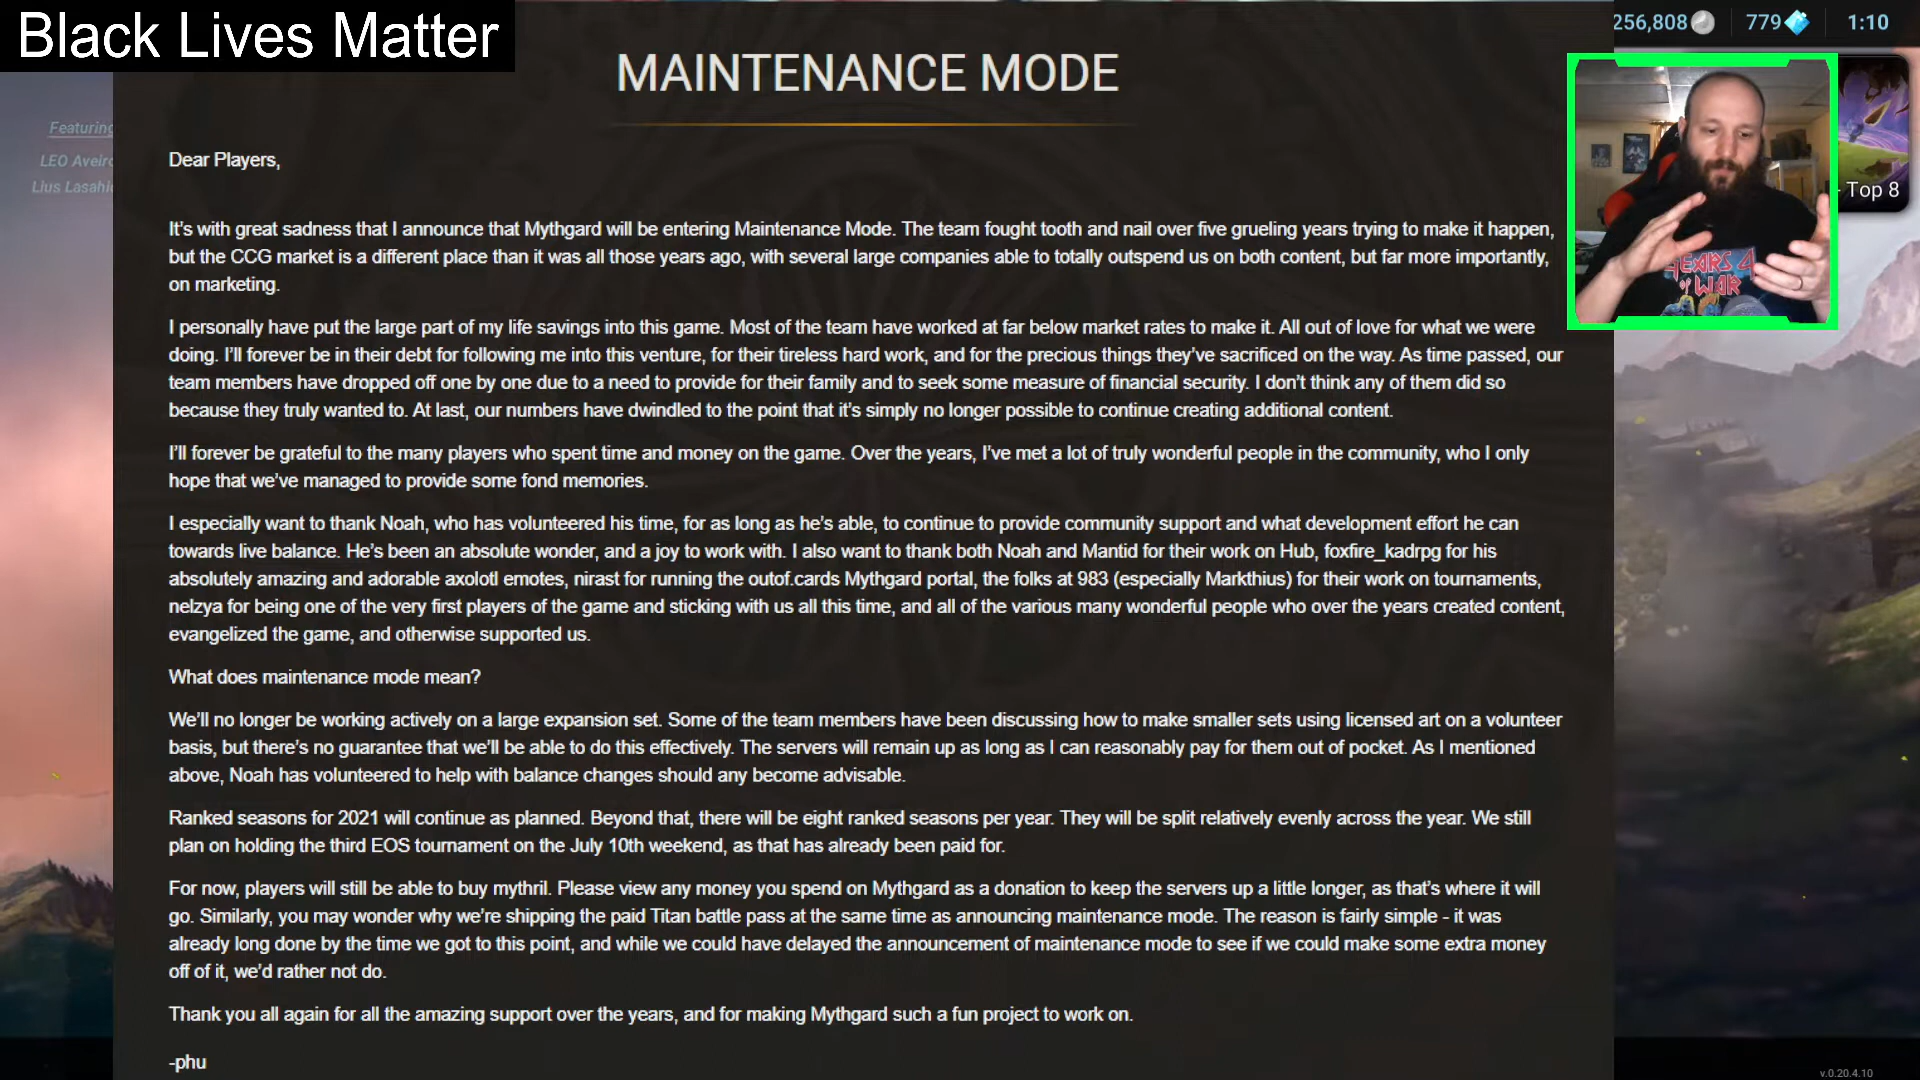 Black Lives Matter
256,808
779
1:10
MAINTENANCE MODE
Featuring
LEO Aveiro
Lius Lasahi
Top 8
YEARS
of WAR
Dear Players,
It's with great sadness that I announce that Mythgard will be entering Maintenance Mode. The team fought tooth and nail over five grueling years trying to make it happen,
but the CCG market is a different place than it was all those years ago, with several large companies able to totally outspend us on both content, but far more importantly,
on marketing.
I personally have put the large part of my life savings into this game. Most of the team have worked at far below market rates to make it. All out of love for what we were
doing. I'll forever be in their debt for following me into this venture, for their tireless hard work, and for the precious things they've sacrificed on the way. As time passed, our
team members have dropped off one by one due to a need to provide for their family and to seek some measure of financial security. I don't think any of them did so
because they truly wanted to. At last, our numbers have dwindled to the point that it's simply no longer possible to continue creating additional content.
I'll forever be grateful to the many players who spent time and money on the game. Over the years, I've met a lot of truly wonderful people in the community, who I only
hope that we've managed to provide some fond memories.
I especially want to thank Noah, who has volunteered his time, for as long as he's able, to continue to provide community support and what development effort he can
towards live balance. He's been an absolute wonder, and a joy to work with. I also want to thank both Noah and Mantid for their work on Hub, foxfire_kadrpg for his
absolutely amazing and adorable axolotl emotes, nirast for running the outof.cards Mythgard portal, the folks at 983 (especially Markthius) for their work on tournaments,
nelzya for being one of the very first players of the game and sticking with us all this time, and all of the various many wonderful people who over the years created content,
evangelized the game, and otherwise supported us.
What does maintenance mode mean?
We'll no longer be working actively on a large expansion set. Some of the team members have been discussing how to make smaller sets using licensed art on a volunteer
basis, but there's no guarantee that we'll be able to do this effectively. The servers will remain up as long as I can reasonably pay for them out of pocket. As I mentioned
above, Noah has volunteered to help with balance changes should any become advisable.
Ranked seasons for 2021 will continue as planned. Beyond that, there will be eight ranked seasons per year. They will be split relatively evenly across the year. We still
plan on holding the third EOS tournament on the July 10th weekend, as that has already been paid for.
For now, players will still be able to buy mythril. Please view any money you spend on Mythgard as a donation to keep the servers up a little longer, as that's where it will
go. Similarly, you may wonder why we're shipping the paid Titan battle pass at the same time as announcing maintenance mode. The reason is fairly simple - it was
already long done by the time we got to this point, and while we could have delayed the announcement of maintenance mode to see if we could make some extra money
off of it, we'd rather not do.
Thank you all again for all the amazing support over the years, and for making Mythgard such a fun project to work on.
-phu
v.0.20.4.10